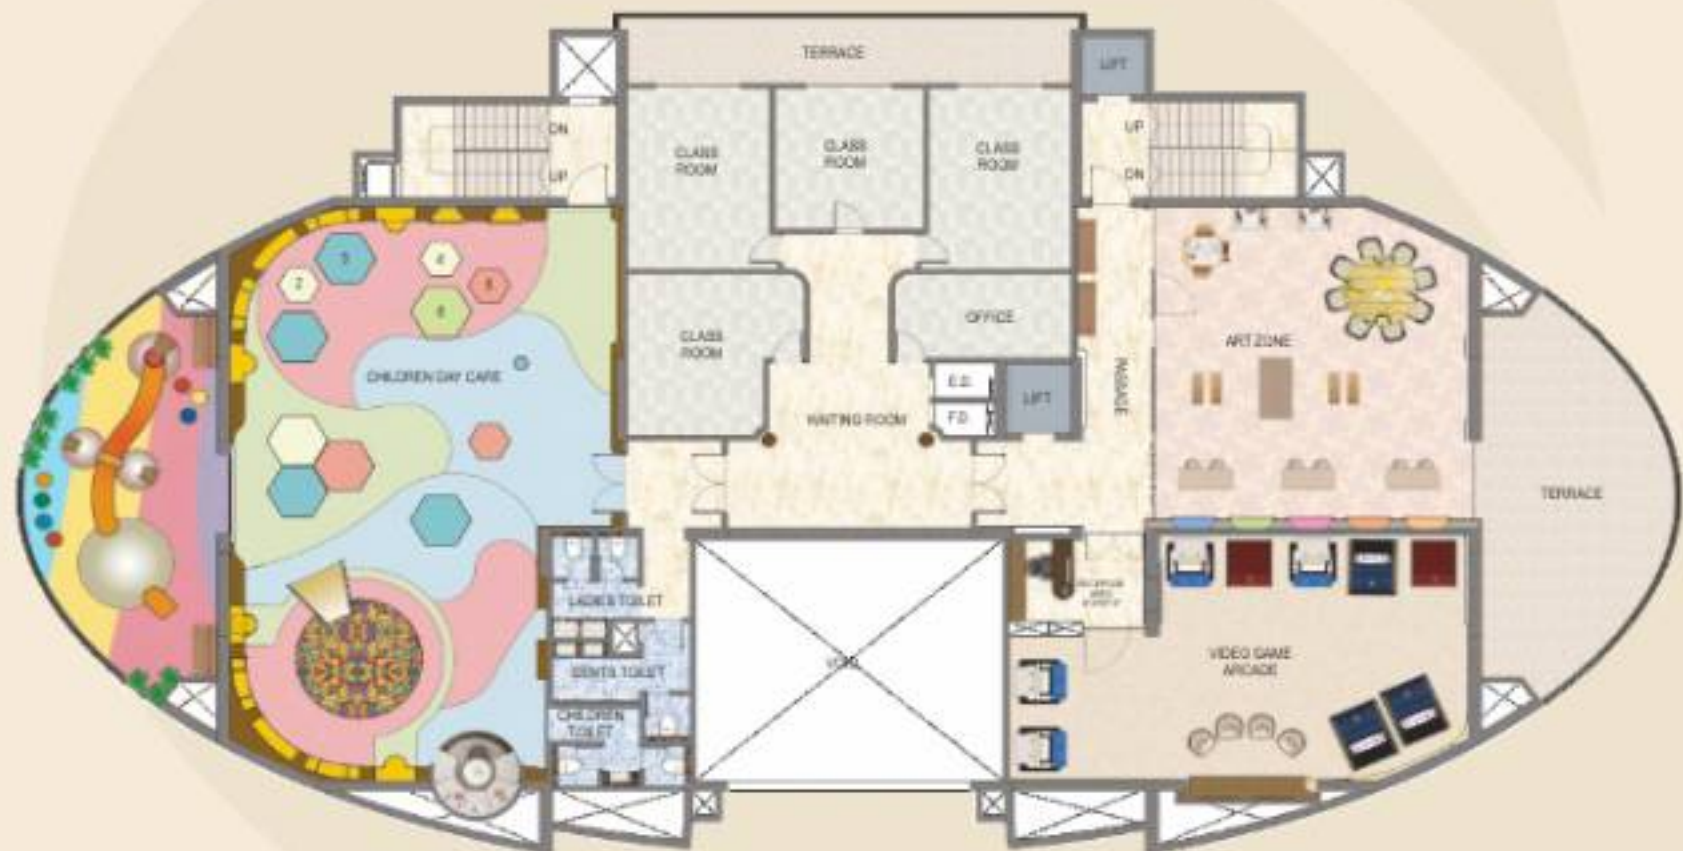 TERRACE
LIFT
DN
UP
UP
DN
CLASS
ROOM
CLASS
ROOM
CLASS
ROOM
3
4
2
5
6
OFFICE
CLASS
ROOM
ART ZONE
CHILDREN DAY CARE
E.D.
F.D.
LIFT
PASSAGE
WAITING ROOM
TERRACE
LADIES TOILET
GENTS TOILET
CHILDREN
TOILET
VOID
VIDEO GAME
ARCADE